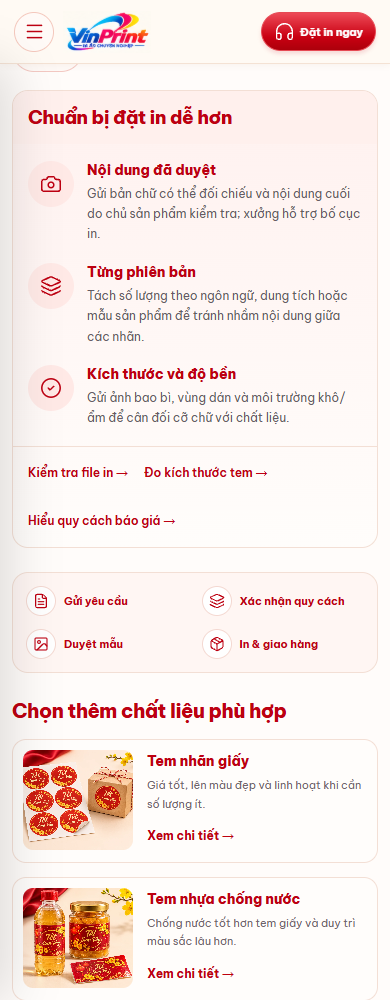 VinPrint
IN ẤN CHUYÊN NGHIỆP
Đặt in ngay
Chuẩn bị đặt in dễ hơn
Nội dung đã duyệt
Gửi bản chữ có thể đối chiếu và nội dung cuối
do chủ sản phẩm kiểm tra; xưởng hỗ trợ bố cục
in.
Từng phiên bản
Tách số lượng theo ngôn ngữ, dung tích hoặc
mẫu sản phẩm để tránh nhầm nội dung giữa
các nhãn.
Kích thước và độ bền
Gửi ảnh bao bì, vùng dán và môi trường khô/
ẩm để cân đối cỡ chữ với chất liệu.
Kiểm tra file in → Đo kích thước tem →
Hiểu quy cách báo giá →
Gửi yêu cầu
Xác nhận quy cách
Duyệt mẫu
In & giao hàng
Chọn thêm chất liệu phù hợp
Tem nhãn giấy
Giá tốt, lên màu đẹp và linh hoạt khi cần
số lượng ít.
Xem chi tiết →
Tem nhựa chống nước
Chống nước tốt hơn tem giấy và duy trì
màu sắc lâu hơn.
Xem chi tiết →